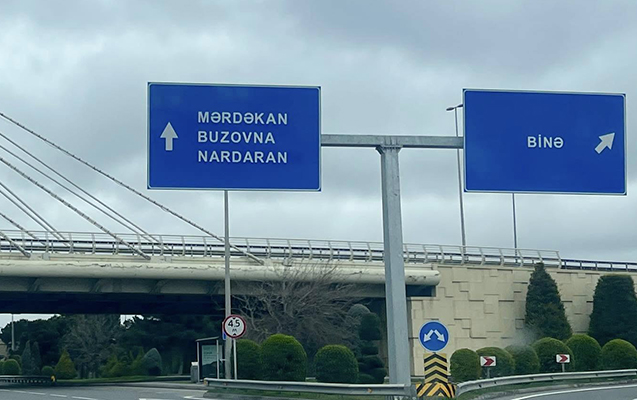 MƏRDƏKAN
BUZOVNA
NARDARAN
BİNƏ
4,5 m